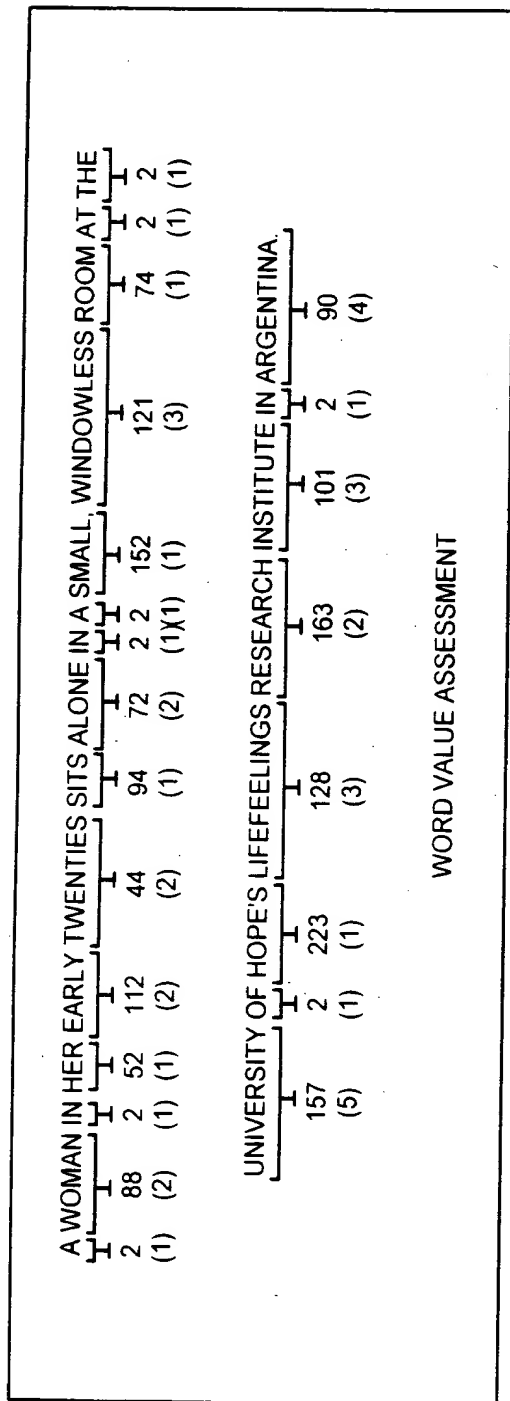 A WOMAN IN HER EARLY TWENTIES SITS ALONE IN A SMALL, WINDOWLESS ROOM AT THE
2 88 2 52 112 44 94 72 2 2 152 121 74 2 2
(1) (2) (1) (1) (2) (2) (1) (2) (1)(1) (1) (3) (1) (1) (1)
UNIVERSITY OF HOPE'S LIFEFEELINGS RESEARCH INSTITUTE IN ARGENTINA.
157 2 223 128 163 101 2 90
(5) (1) (1) (3) (2) (3) (1) (4)
WORD VALUE ASSESSMENT